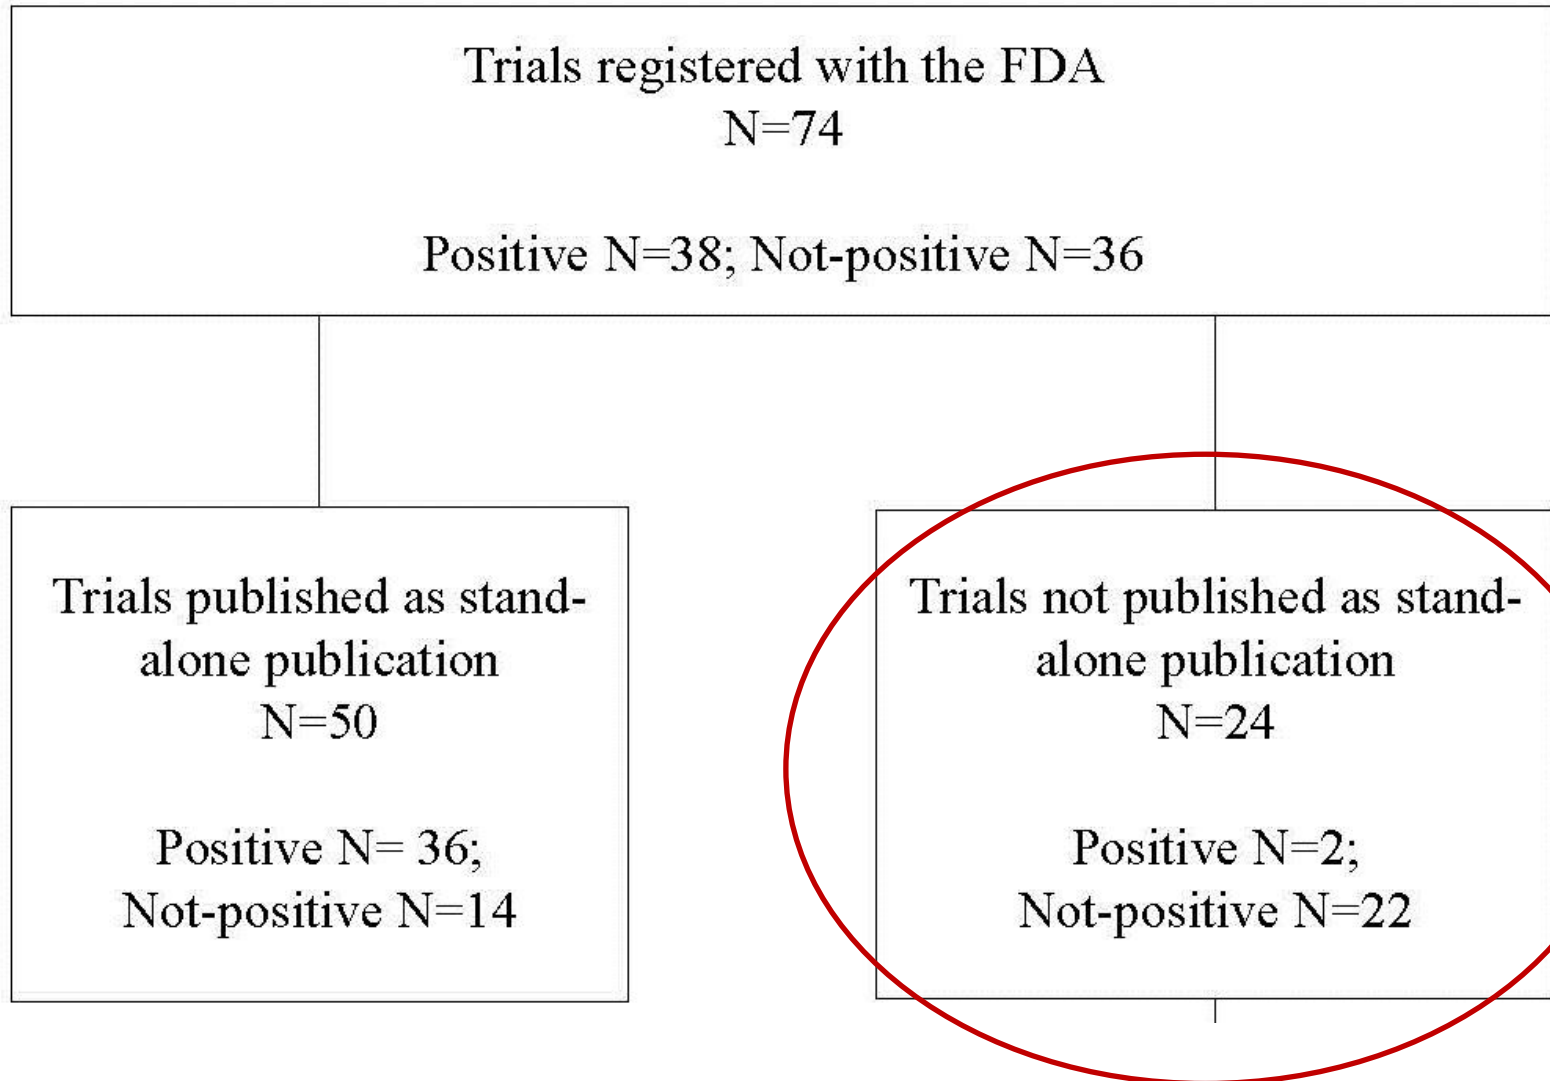 Trials registered with the FDA
N=74
Positive N=38; Not-positive N=36
Trials published as stand-
alone publication
N=50
Positive N= 36;
Not-positive N=14
Trials not published as stand-
alone publication
N=24
Positive N=2;
Not-positive N=22